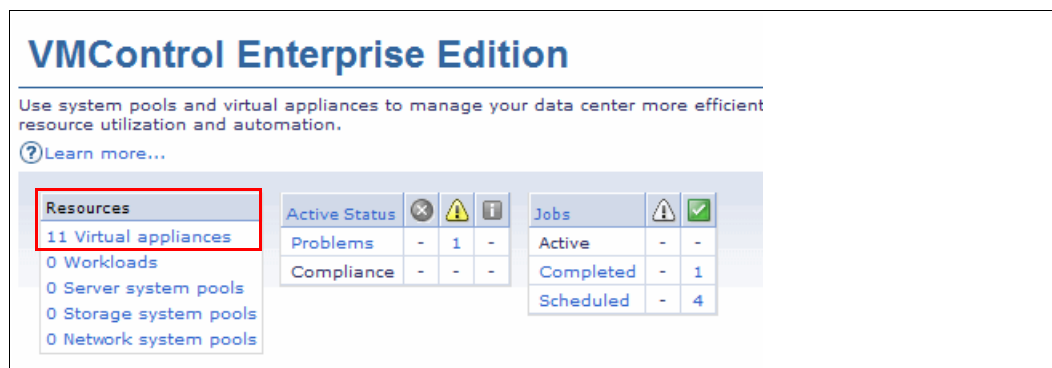 VMControl Enterprise Edition
Use system pools and virtual appliances to manage your data center more efficient
resource utilization and automation.
?Learn more...
Resources
11 Virtual appliances
0 Workloads
0 Server system pools
0 Storage system pools
0 Network system pools
Active Status
Problems - 1 -
Compliance - - -
Jobs
Active - -
Completed - 1
Scheduled - 4